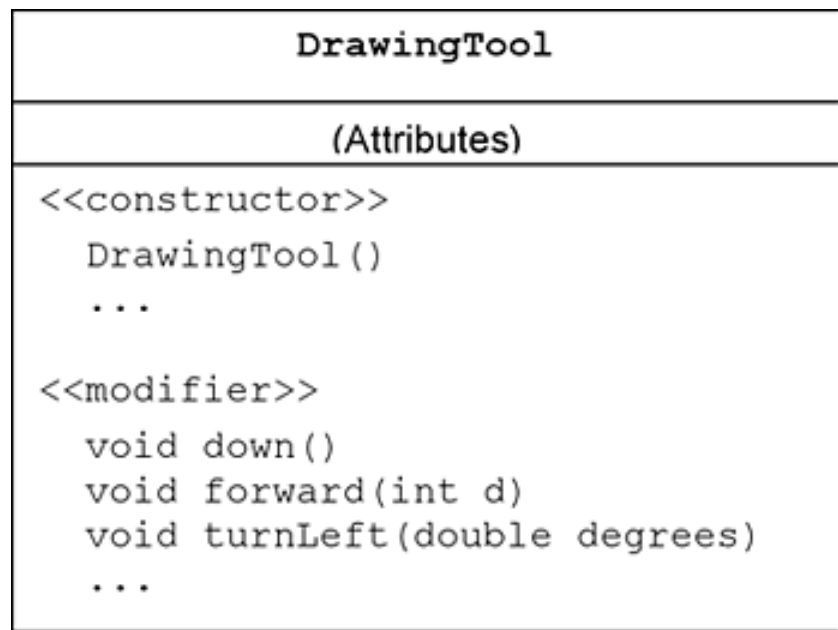 DrawingTool
(Attributes)
<<constructor>>
DrawingTool()
...
<<modifier>>
void down()
void forward(int d)
void turnLeft(double degrees)
...